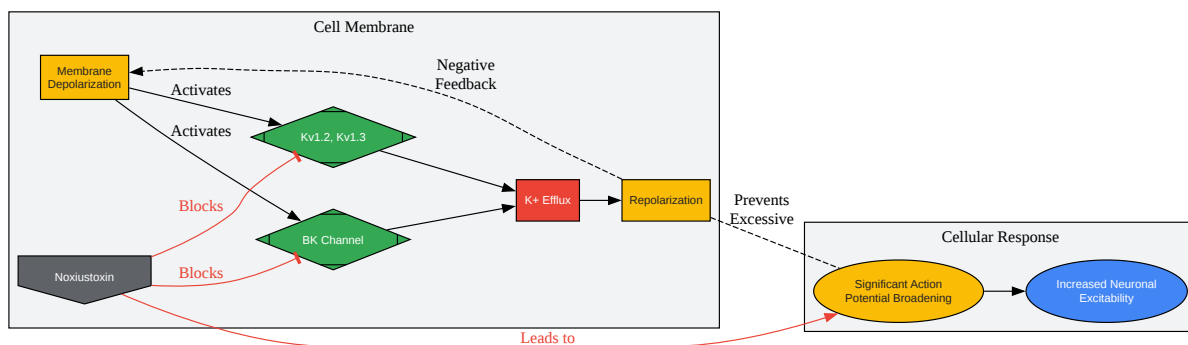 Cell Membrane
Membrane
Depolarization
Negative
Feedback
Activates
Activates
Kv1.2, Kv1.3
K+ Efflux
Repolarization
Blocks
BK Channel
Blocks
Noxiustoxin
Prevents
Excessive
Cellular Response
Significant Action
Potential Broadening
Increased Neuronal
Excitability
Leads to